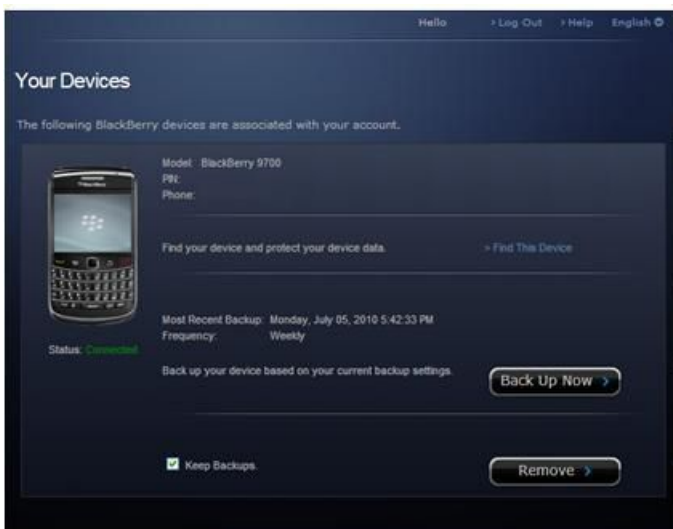 Hello › Log Out › Help English
Your Devices
The following BlackBerry devices are associated with your account.
Model: BlackBerry 9700
PIN:
Phone:
Find your device and protect your device data. » Find This Device
Most Recent Backup: Monday, July 05, 2010 5:42:33 PM
Frequency: Weekly
Status: Connected
Back up your device based on your current backup settings. Back Up Now ›
Keep Backups. Remove ›